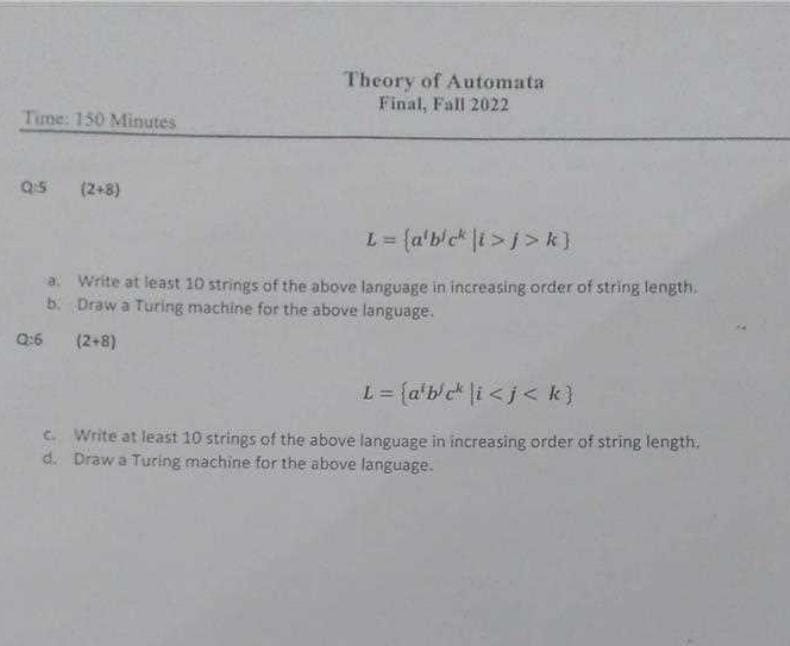 Theory of Automata
Final, Fall 2022
Time: 150 Minutes
Q:5 (2+8)
L = {aⁱbʲcᵏ |i > j > k}
a. Write at least 10 strings of the above language in increasing order of string length.
b. Draw a Turing machine for the above language.
Q:6 (2+8)
L = {aⁱbʲcᵏ |i < j < k}
c. Write at least 10 strings of the above language in increasing order of string length.
d. Draw a Turing machine for the above language.